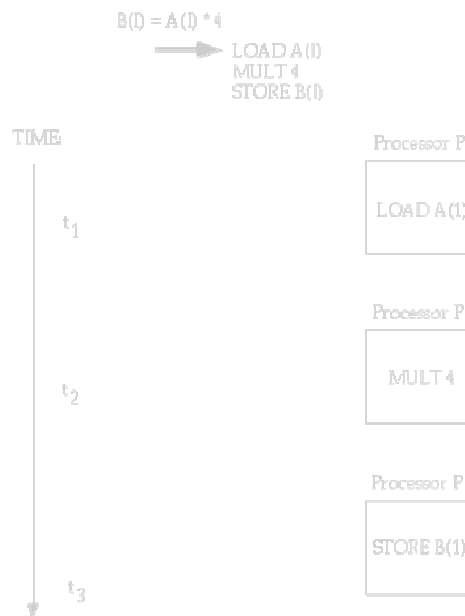 B(I) = A(I) * 4
LOAD A(I)
MULT 4
STORE B(I)
TIME:
Processor P
t1
LOAD A(1)
Processor P
t2
MULT 4
Processor P
STORE B(1)
t3